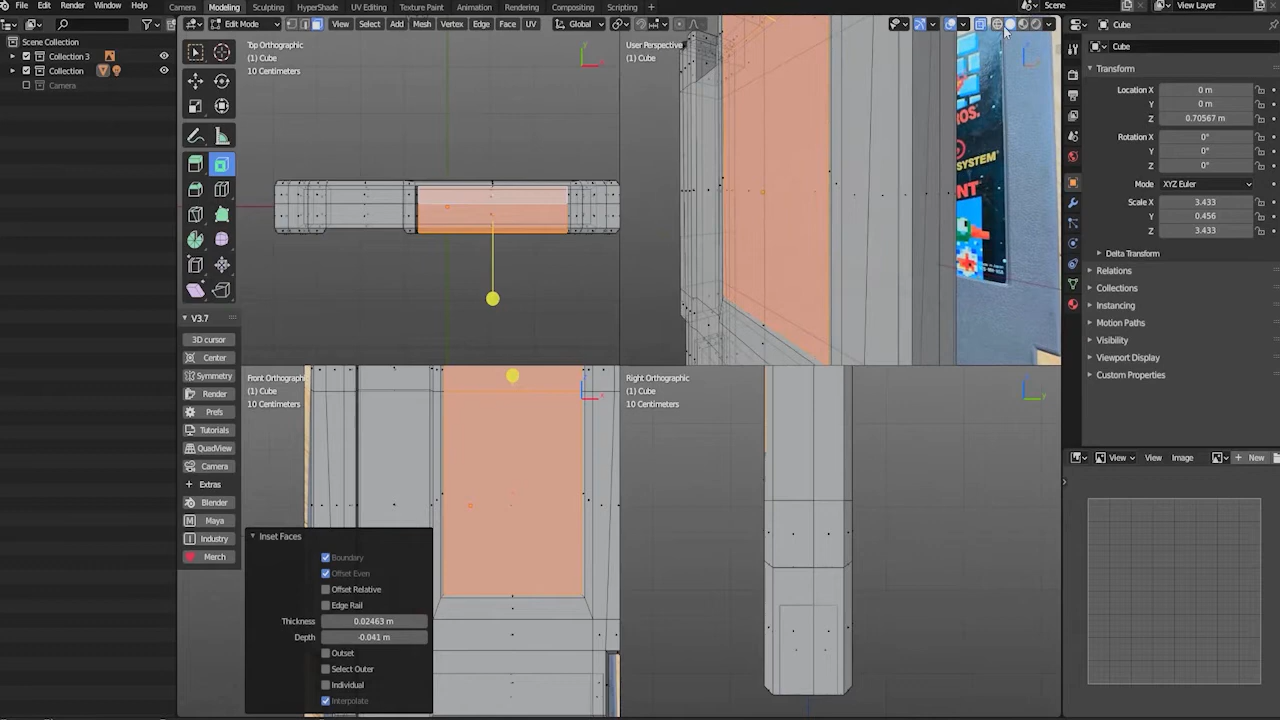 File Edit Render Window Help Modeling Sculpting HyperShade UV Editing Texture Paint Animation Rendering Compositing Scripting Scene View Layer
Camera
Edit Mode View Select Add Mesh Vertex Edge Face UV Global Cube
Scene Collection
Collection 3
Collection
Camera
Top Orthographic
(1) Cube
10 Centimeters
User Perspective
(1) Cube
Front Orthographic
(1) Cube
10 Centimeters
Right Orthographic
(1) Cube
10 Centimeters
V3.7
3D cursor
Center
Symmetry
Render
Prefs
Tutorials
QuadView
Camera
Extras
Blender
Maya
Industry
Merch
Inset Faces
Boundary
Offset Even
Offset Relative
Edge Rail
Thickness 0.02463 m
Depth -0.041 m
Outset
Select Outer
Individual
Interpolate
OS.
SYSTEM
NT
Cube
Transform
Location X 0 m
Y 0 m
Z 0.70567 m
Rotation X 0°
Y 0°
Z 0°
Mode XYZ Euler
Scale X 3.433
Y 0.456
Z 3.433
Delta Transform
Relations
Collections
Instancing
Motion Paths
Visibility
Viewport Display
Custom Properties
View View Image New